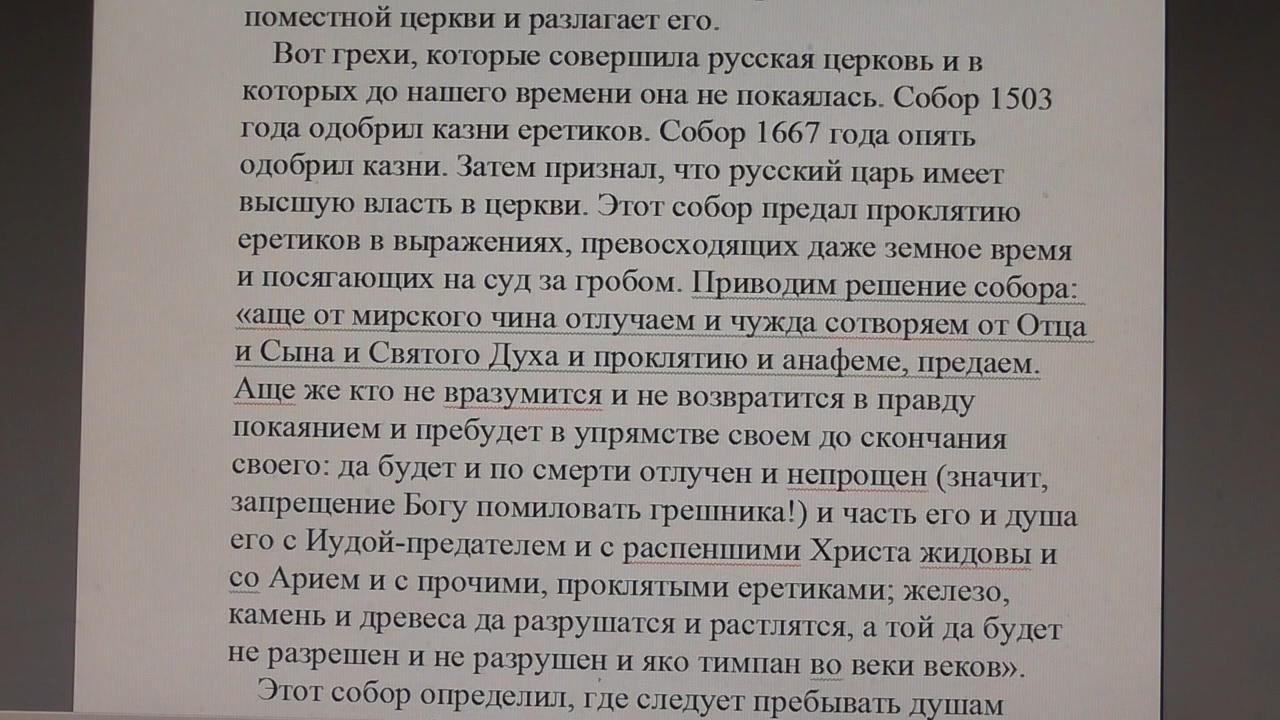 поместной церкви и разлагает его.
Вот грехи, которые совершила русская церковь и в
которых до нашего времени она не покаялась. Собор 1503
года одобрил казни еретиков. Собор 1667 года опять
одобрил казни. Затем признал, что русский царь имеет
высшую власть в церкви. Этот собор предал проклятию
еретиков в выражениях, превосходящих даже земное время
и посягающих на суд за гробом. Приводим решение собора:
«аще от мирского чина отлучаем и чужда сотворяем от Отца
и Сына и Святого Духа и проклятию и анафеме, предаем.
Аще же кто не вразумится и не возвратится в правду
покаянием и пребудет в упрямстве своем до скончания
своего: да будет и по смерти отлучен и непрощен (значит,
запрещение Богу помиловать грешника!) и часть его и душа
его с Иудой-предателем и с распеншими Христа жидовы и
со Арием и с прочими, проклятыми еретиками; железо,
камень и древеса да разрушатся и растлятся, а той да будет
не разрешен и не разрушен и яко тимпан во веки веков».
Этот собор определил, где следует пребывать душам